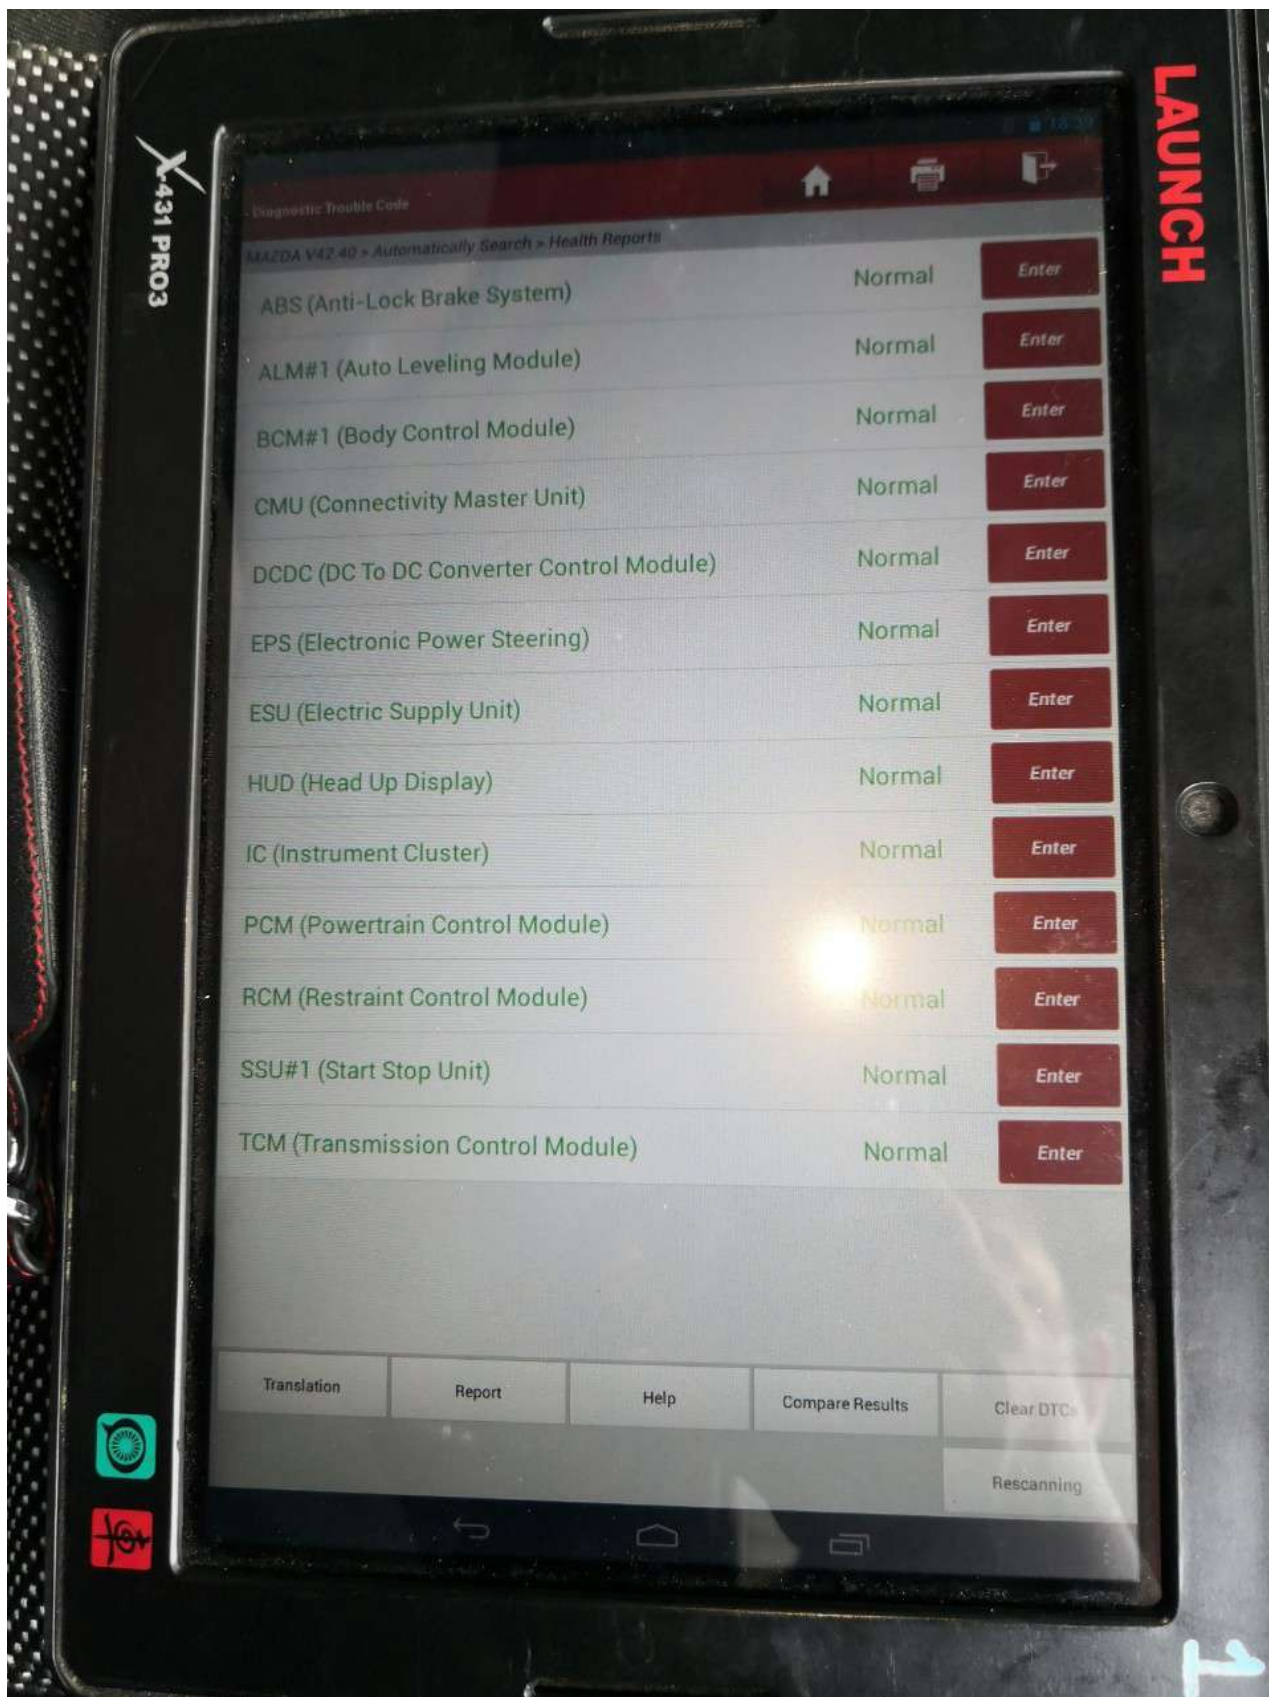 LAUNCH
X-431 PRO3
18:39
- Diagnostic Trouble Code
MAZDA V42.40 > Automatically Search > Health Reports
ABS (Anti-Lock Brake System) Normal Enter
ALM#1 (Auto Leveling Module) Normal Enter
BCM#1 (Body Control Module) Normal Enter
CMU (Connectivity Master Unit) Normal Enter
DCDC (DC To DC Converter Control Module) Normal Enter
EPS (Electronic Power Steering) Normal Enter
ESU (Electric Supply Unit) Normal Enter
HUD (Head Up Display) Normal Enter
IC (Instrument Cluster) Normal Enter
PCM (Powertrain Control Module) Normal Enter
RCM (Restraint Control Module) Normal Enter
SSU#1 (Start Stop Unit) Normal Enter
TCM (Transmission Control Module) Normal Enter
Translation Report Help Compare Results Clear DTCs
Rescanning
1